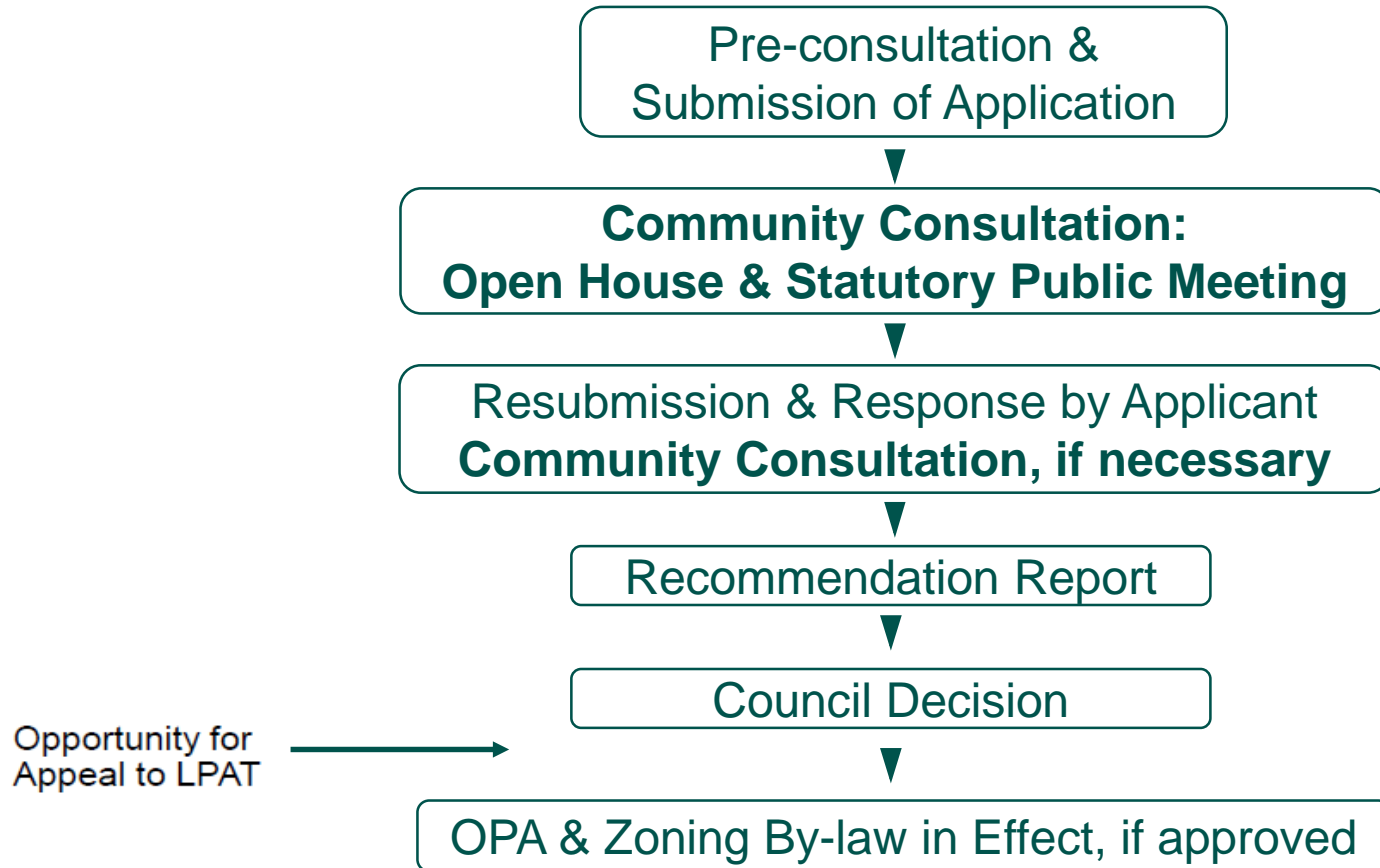 Pre-consultation &
Submission of Application
Community Consultation:
Open House & Statutory Public Meeting
Resubmission & Response by Applicant
Community Consultation, if necessary
Recommendation Report
Council Decision
Opportunity for
Appeal to LPAT
OPA & Zoning By-law in Effect, if approved